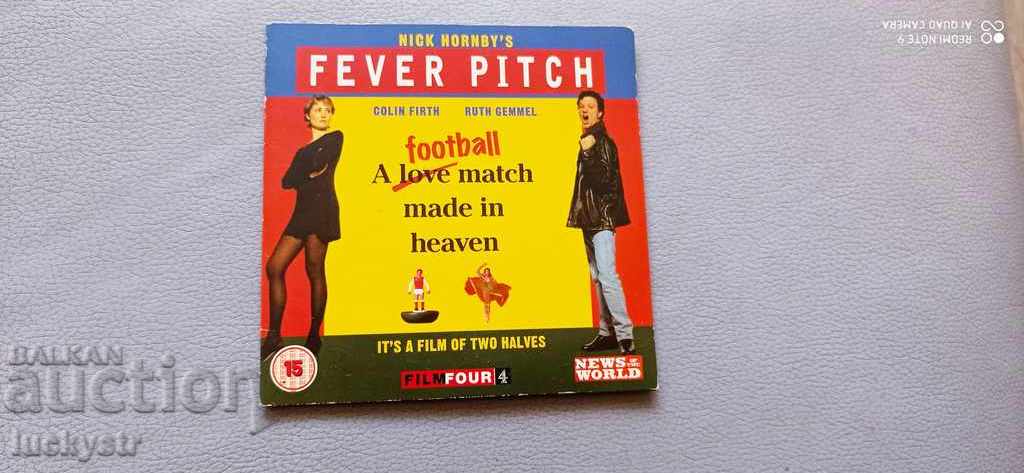 NICK HORNBY'S
FEVER PITCH
COLIN FIRTH RUTH GEMMEL
football
A love match
made in
heaven
IT'S A FILM OF TWO HALVES
15
FILMFOUR 4
NEWS OF THE WORLD
REDMI NOTE 9
AI QUAD CAMERA
BALKAN
auction
luckystr